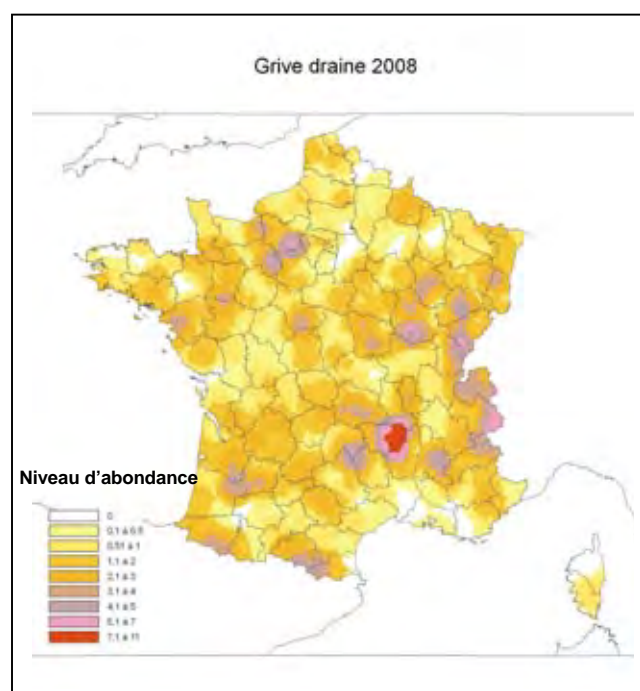 Grive draine 2008
Niveau d'abondance
0
0,1 à 0,5
0,51 à 1
1,1 à 2
2,1 à 3
3,1 à 4
4,1 à 5
5,1 à 7
7,1 à 11